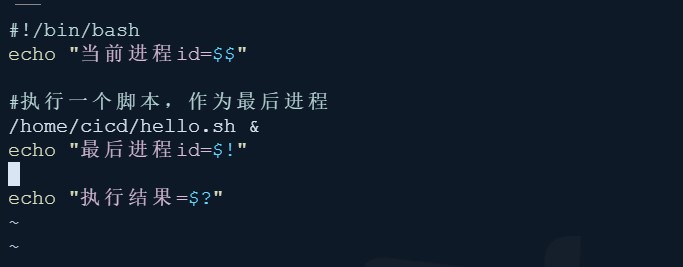 #!/bin/bash
echo "当前进程id=$$"
#执行一个脚本，作为最后进程
/home/cicd/hello.sh &
echo "最后进程id=$!"
echo "执行结果=$?"
~
~